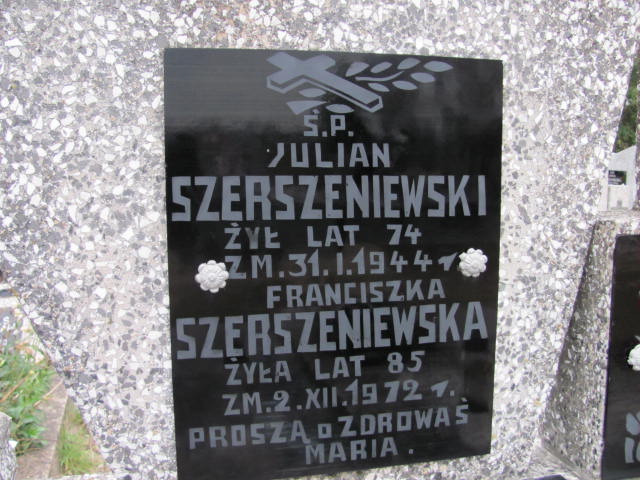 Ś.P.
JULIAN
SZERSZENIEWSKI
ŻYŁ LAT 74
ZM. 31.I.1944 r.
FRANCISZKA
SZERSZENIEWSKA
ŻYŁA LAT 85
ZM. 2.XII.1972 r.
PROSZĄ o ZDROWAŚ
MARIA.